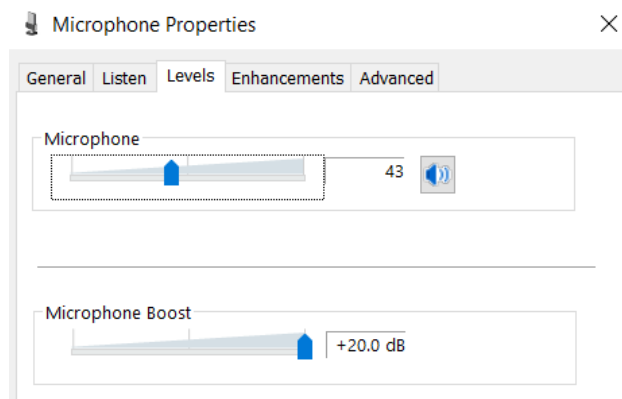 Microphone Properties
General Listen Levels Enhancements Advanced
Microphone
43
Microphone Boost
+20.0 dB